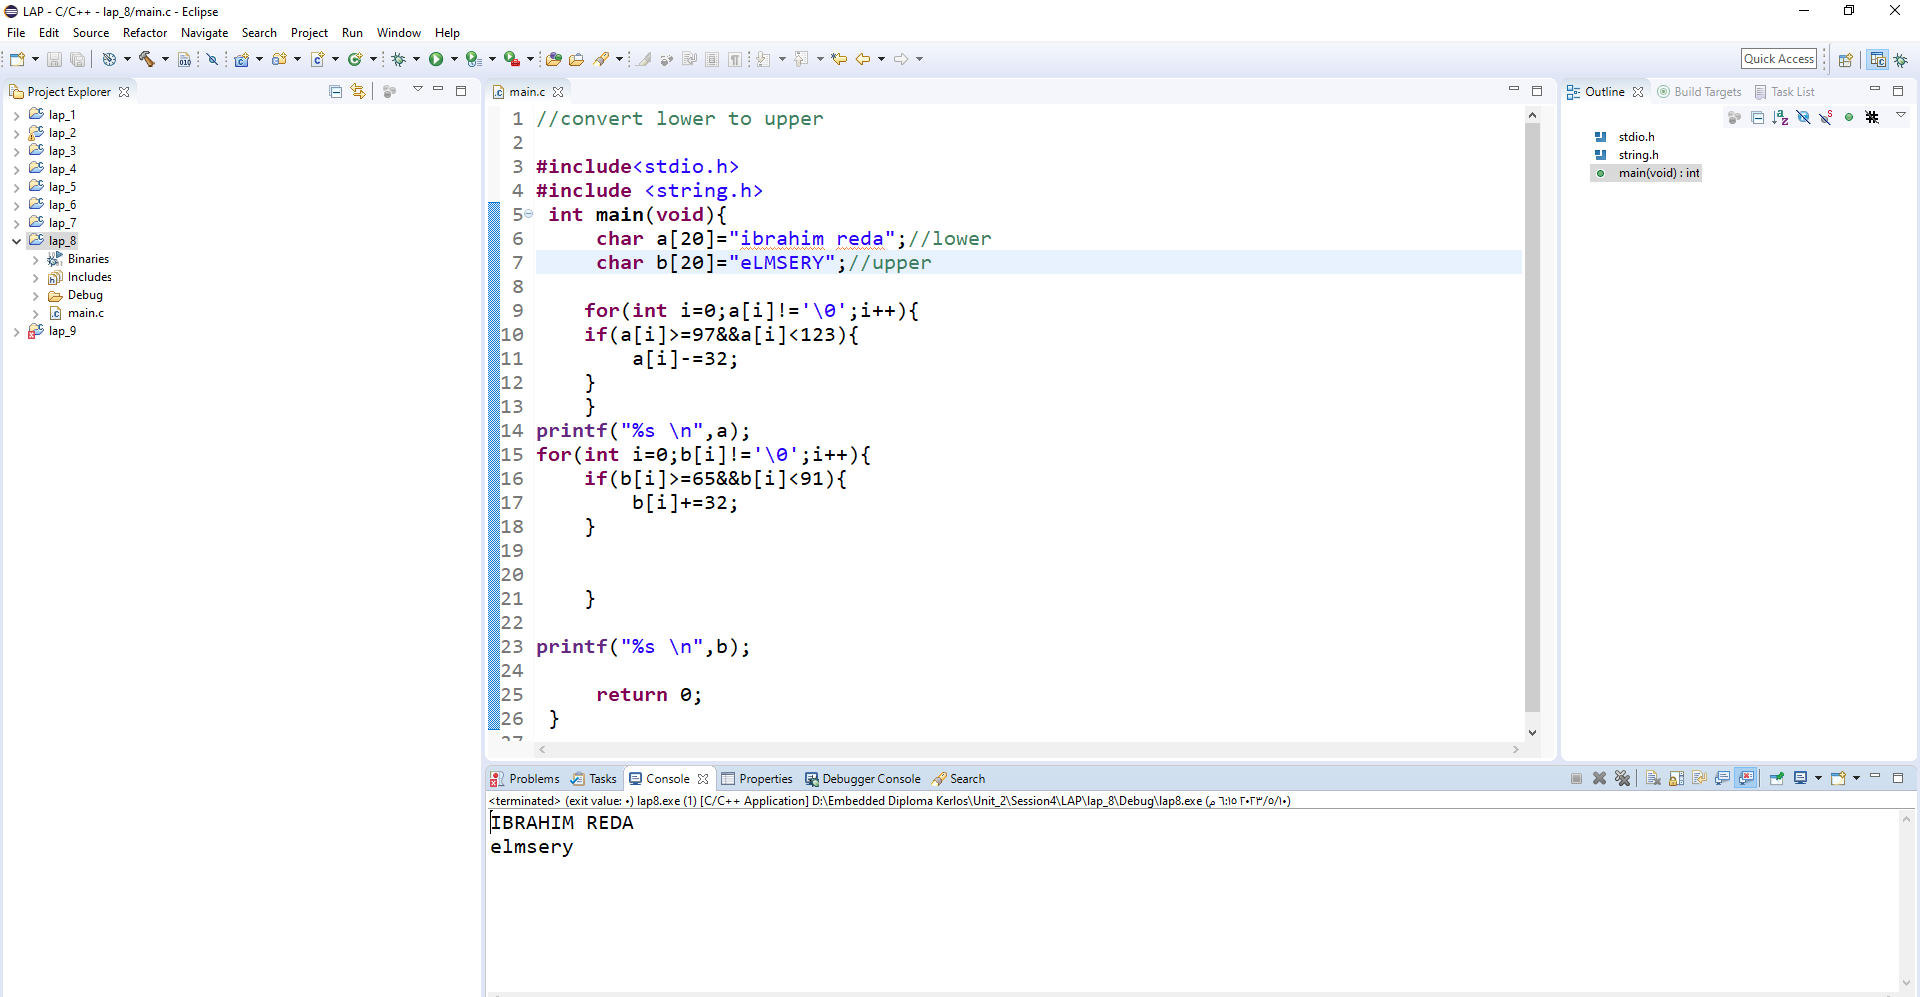 LAP - C/C++ - lap_8/main.c - Eclipse
File Edit Source Refactor Navigate Search Project Run Window Help
Quick Access
Project Explorer
lap_1
lap_2
lap_3
lap_4
lap_5
lap_6
lap_7
lap_8
Binaries
Includes
Debug
main.c
lap_9
main.c
1 //convert lower to upper
2
3 #include<stdio.h>
4 #include <string.h>
5 int main(void){
6 char a[20]="ibrahim reda";//lower
7 char b[20]="eLMSERY";//upper
8
9 for(int i=0;a[i]!='\0';i++){
10 if(a[i]>=97&&a[i]<123){
11 a[i]-=32;
12 }
13 }
14 printf("%s \n",a);
15 for(int i=0;b[i]!='\0';i++){
16 if(b[i]>=65&&b[i]<91){
17 b[i]+=32;
18 }
19
20
21 }
22
23 printf("%s \n",b);
24
25 return 0;
26 }
27
Outline Build Targets Task List
stdio.h
string.h
main(void) : int
Problems Tasks Console Properties Debugger Console Search
<terminated> (exit value: ٠) lap8.exe (1) [C/C++ Application] D:\Embedded Diploma Kerlos\Unit_2\Session4\LAP\lap_8\Debug\lap8.exe (م ٦:١٥ ٢٠٢٣/٥/١٠)
IBRAHIM REDA
elmsery